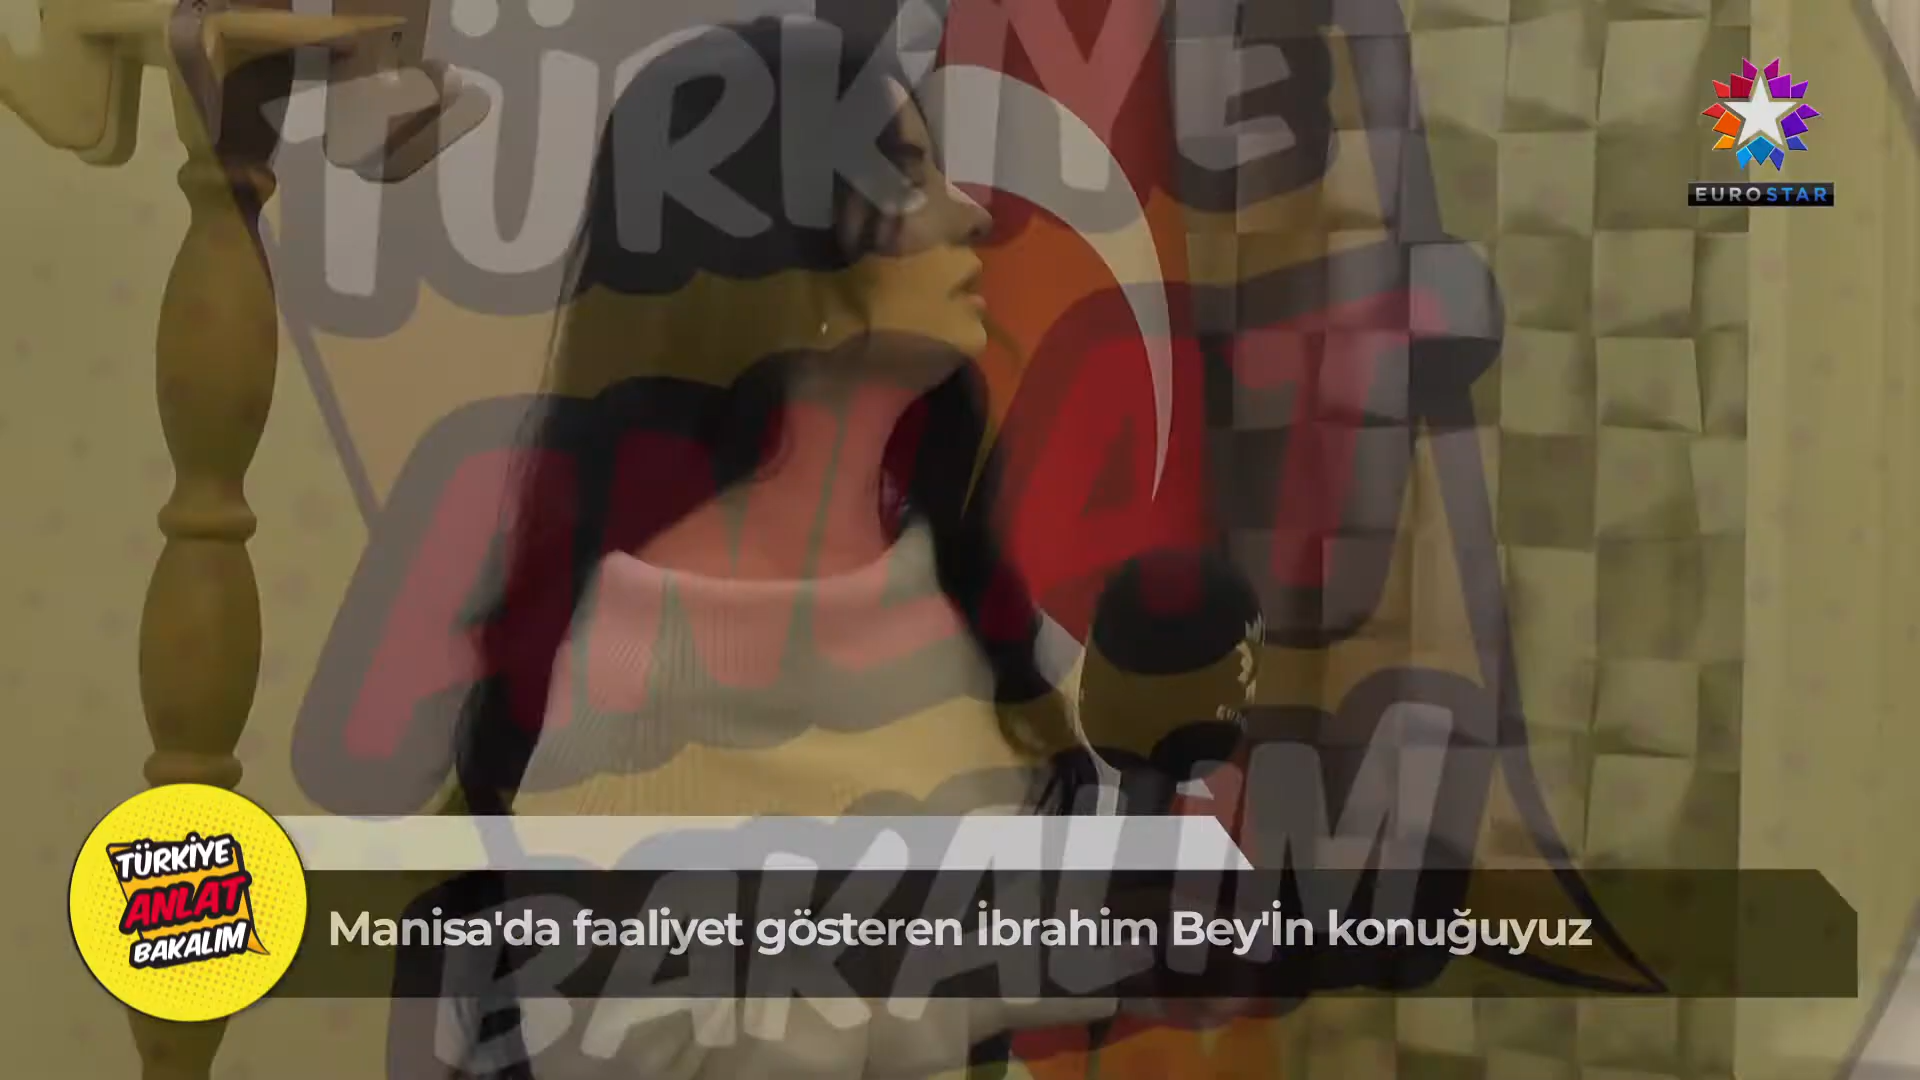 TÜRKİYE
ANLAT
BAKALIM
EUROSTAR
TÜRKİYE
ANLAT
BAKALIM
Manisa'da faaliyet gösteren İbrahim Bey'İn konuğuyuz